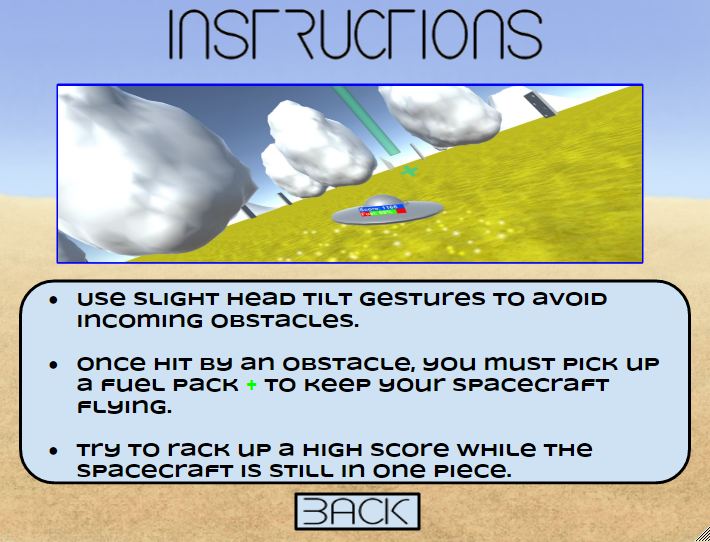 INSTRUCTIONS
Score: 1166
• Use slight head tilt gestures to avoid
incoming obstacles.
• Once hit by an obstacle, you must pick up
a fuel pack + to keep your spacecraft
flying.
• Try to rack up a high score while the
spacecraft is still in one piece.
BACK